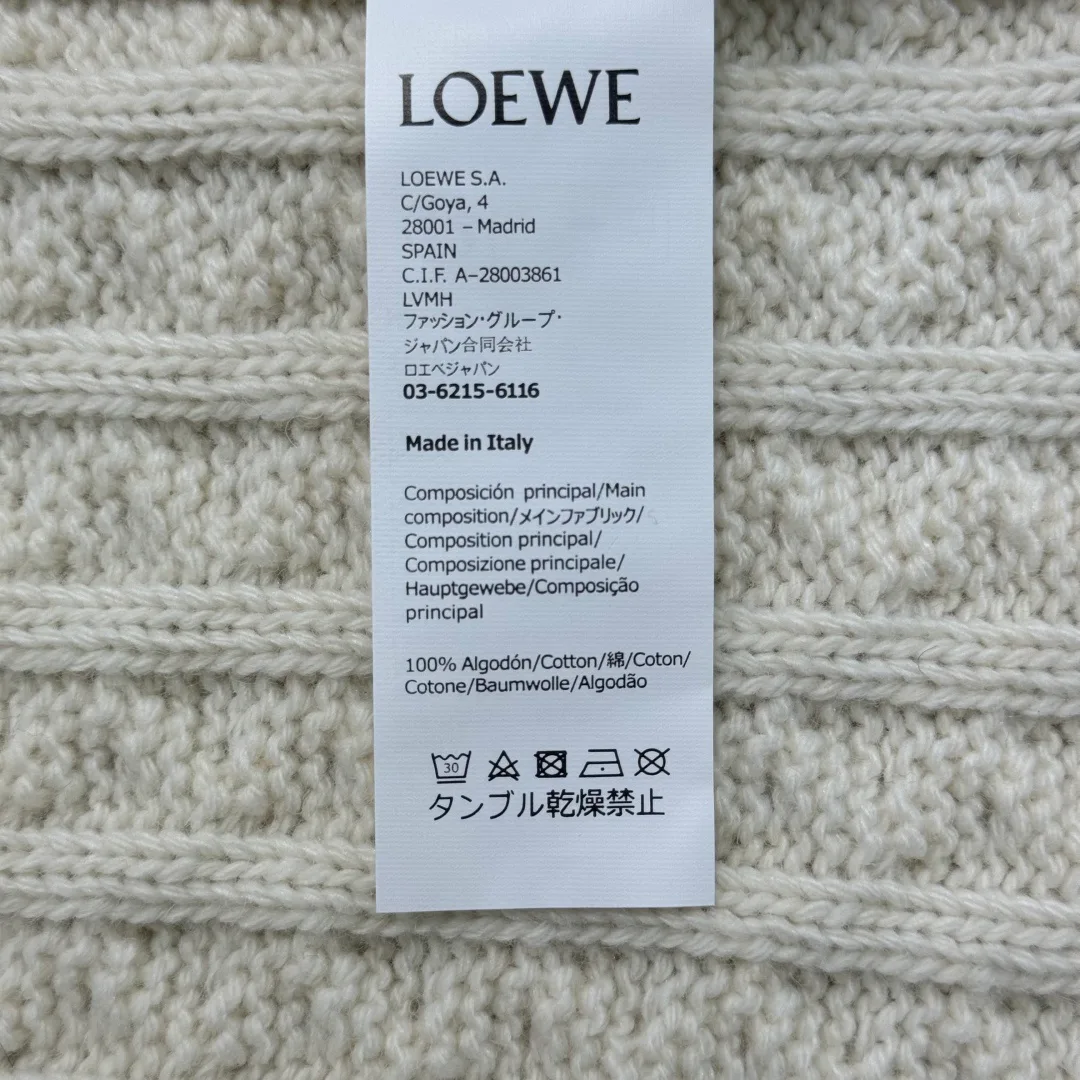 LOEWE
LOEWE S.A.
C/Goya, 4
28001 – Madrid
SPAIN
C.I.F. A-28003861
LVMH
ファッション・グループ・
ジャパン合同会社
ロエベジャパン
03-6215-6116
Made in Italy
Composición principal/Main
composition/メインファブリック/
Composition principal/
Composizione principale/
Hauptgewebe/Composição
principal
100% Algodón/Cotton/綿/Coton/
Cotone/Baumwolle/Algodão
30
タンブル乾燥禁止